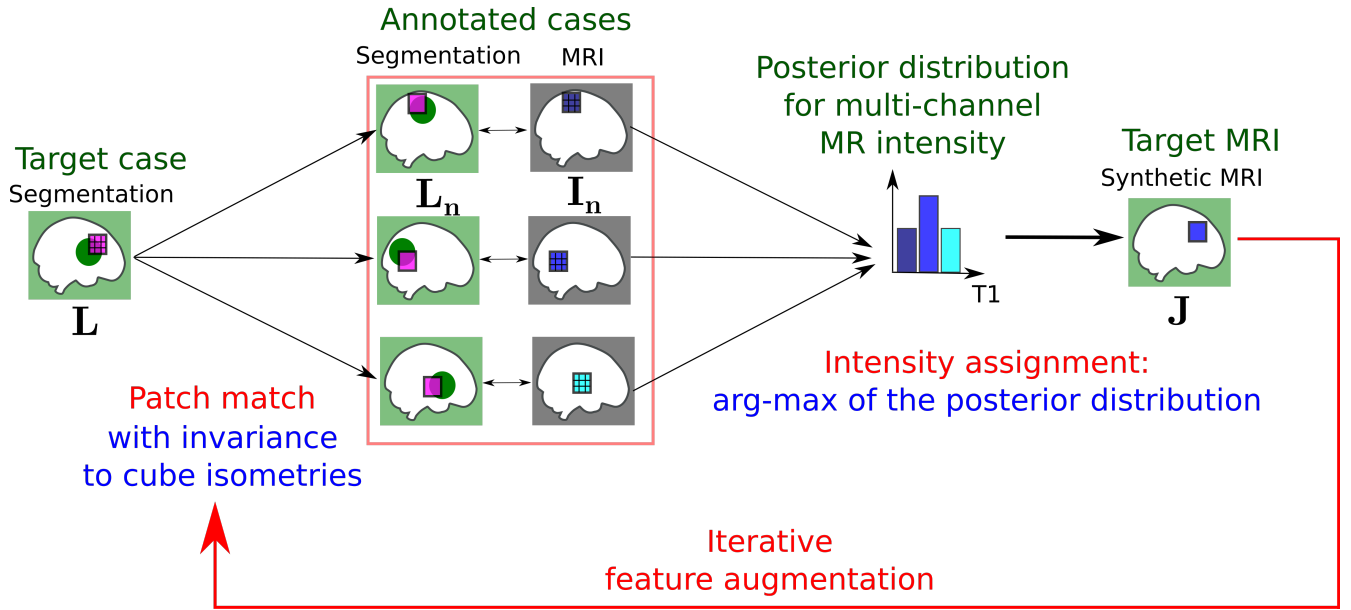 Annotated cases
Segmentation
MRI
Target case
Segmentation
L
Lₙ
Iₙ
Posterior distribution
for multi-channel
MR intensity
T1
Target MRI
Synthetic MRI
J
Patch match
with invariance
to cube isometries
Intensity assignment:
arg-max of the posterior distribution
Iterative
feature augmentation